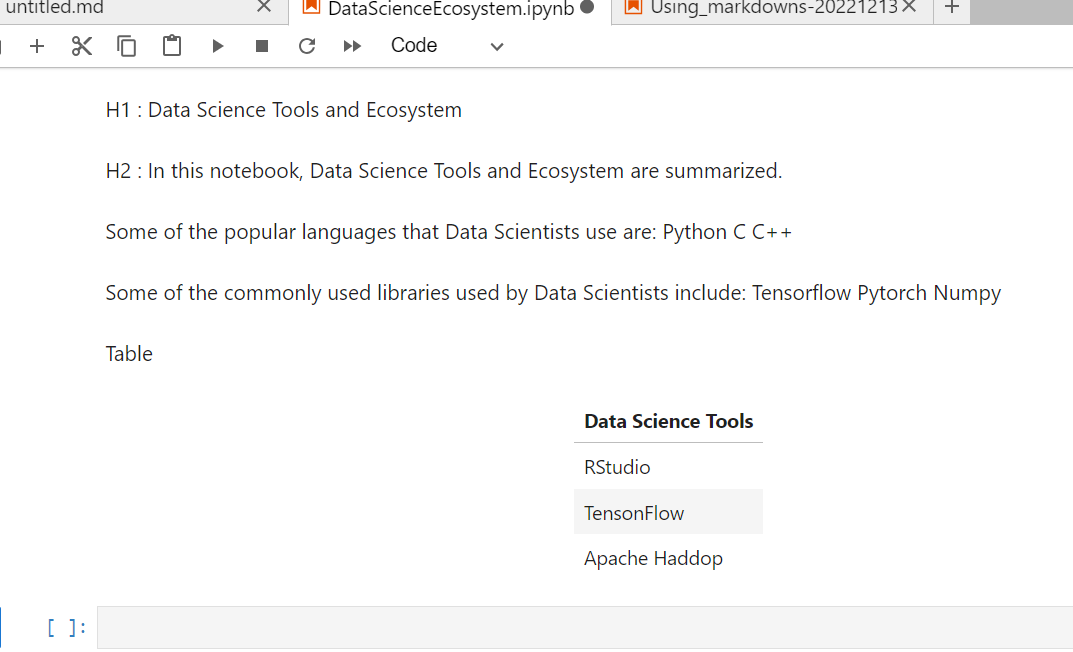 untitled.md
DataScienceEcosystem.ipynb
Using_markdowns-20221213
Code
H1 : Data Science Tools and Ecosystem
H2 : In this notebook, Data Science Tools and Ecosystem are summarized.
Some of the popular languages that Data Scientists use are: Python C C++
Some of the commonly used libraries used by Data Scientists include: Tensorflow Pytorch Numpy
Table
Data Science Tools
RStudio
TensonFlow
Apache Haddop
[ ]: